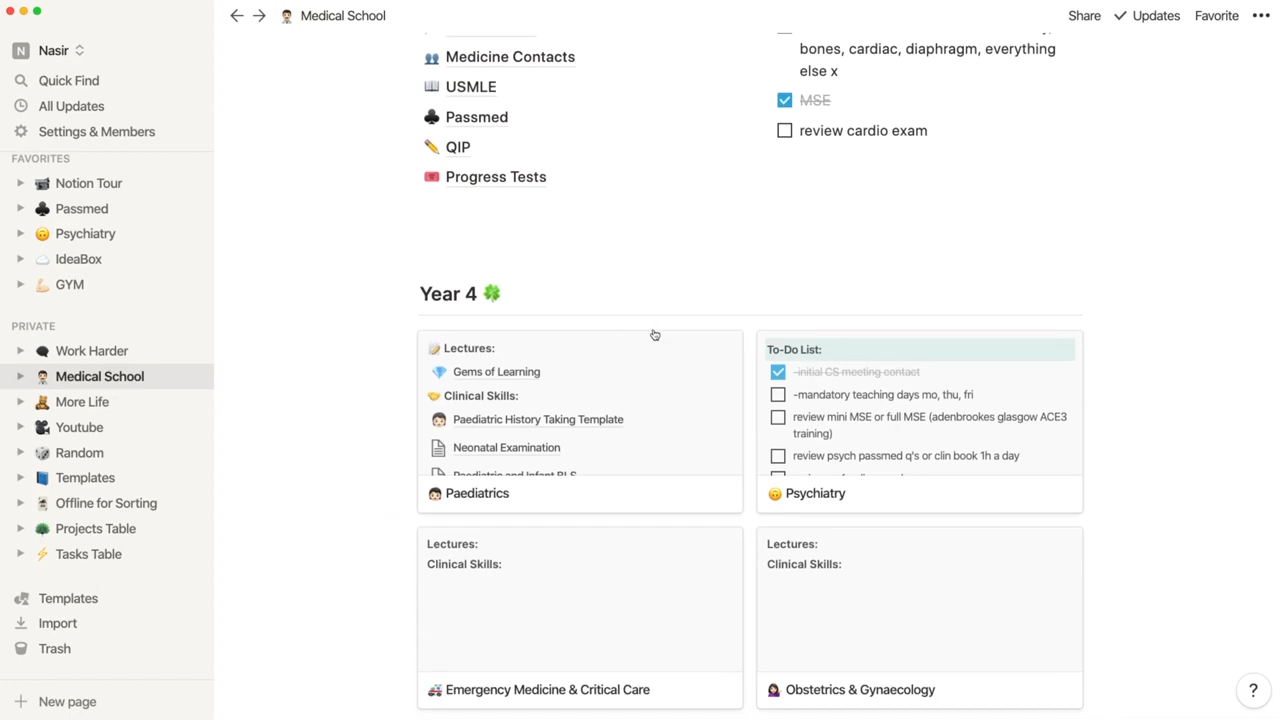 Medical School
Share
Updates
Favorite
N Nasir
Quick Find
All Updates
Settings & Members
FAVORITES
Notion Tour
Passmed
Psychiatry
IdeaBox
GYM
PRIVATE
Work Harder
Medical School
More Life
Youtube
Random
Templates
Offline for Sorting
Projects Table
Tasks Table
Templates
Import
Trash
New page
Medicine Contacts
USMLE
Passmed
QIP
Progress Tests
bones, cardiac, diaphragm, everything
else x
MSE
review cardio exam
Year 4
Lectures:
Gems of Learning
Clinical Skills:
Paediatric History Taking Template
Neonatal Examination
Paediatric and Infant BLS
Paediatrics
To-Do List:
-initial CS meeting contact
-mandatory teaching days mo, thu, fri
review mini MSE or full MSE (adenbrookes glasgow ACE3
training)
review psych passmed q's or clin book 1h a day
Psychiatry
Lectures:
Clinical Skills:
Emergency Medicine & Critical Care
Lectures:
Clinical Skills:
Obstetrics & Gynaecology
?